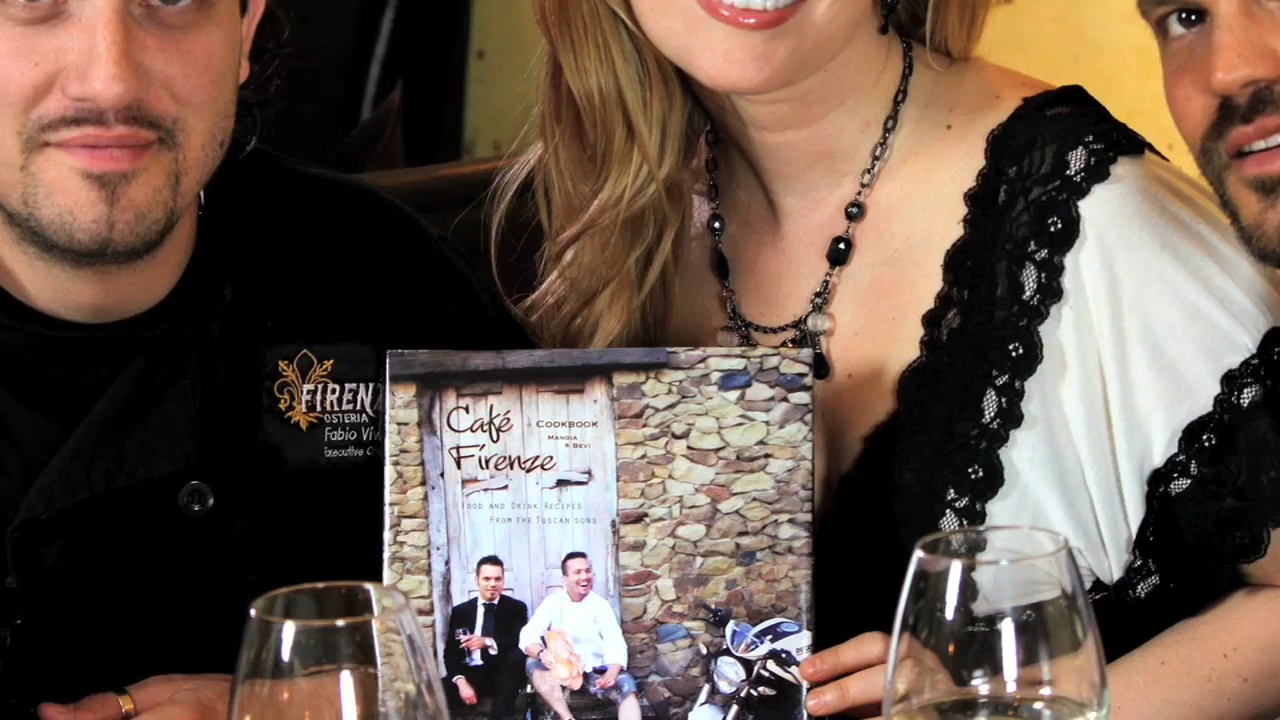 FIREN
OSTERIA
Fabio Viv
Executive C
Café
Firenze
COOKBOOK
MANGIA
& BEVI
FOOD AND DRINK RECIPES
FROM THE TUSCAN SONS